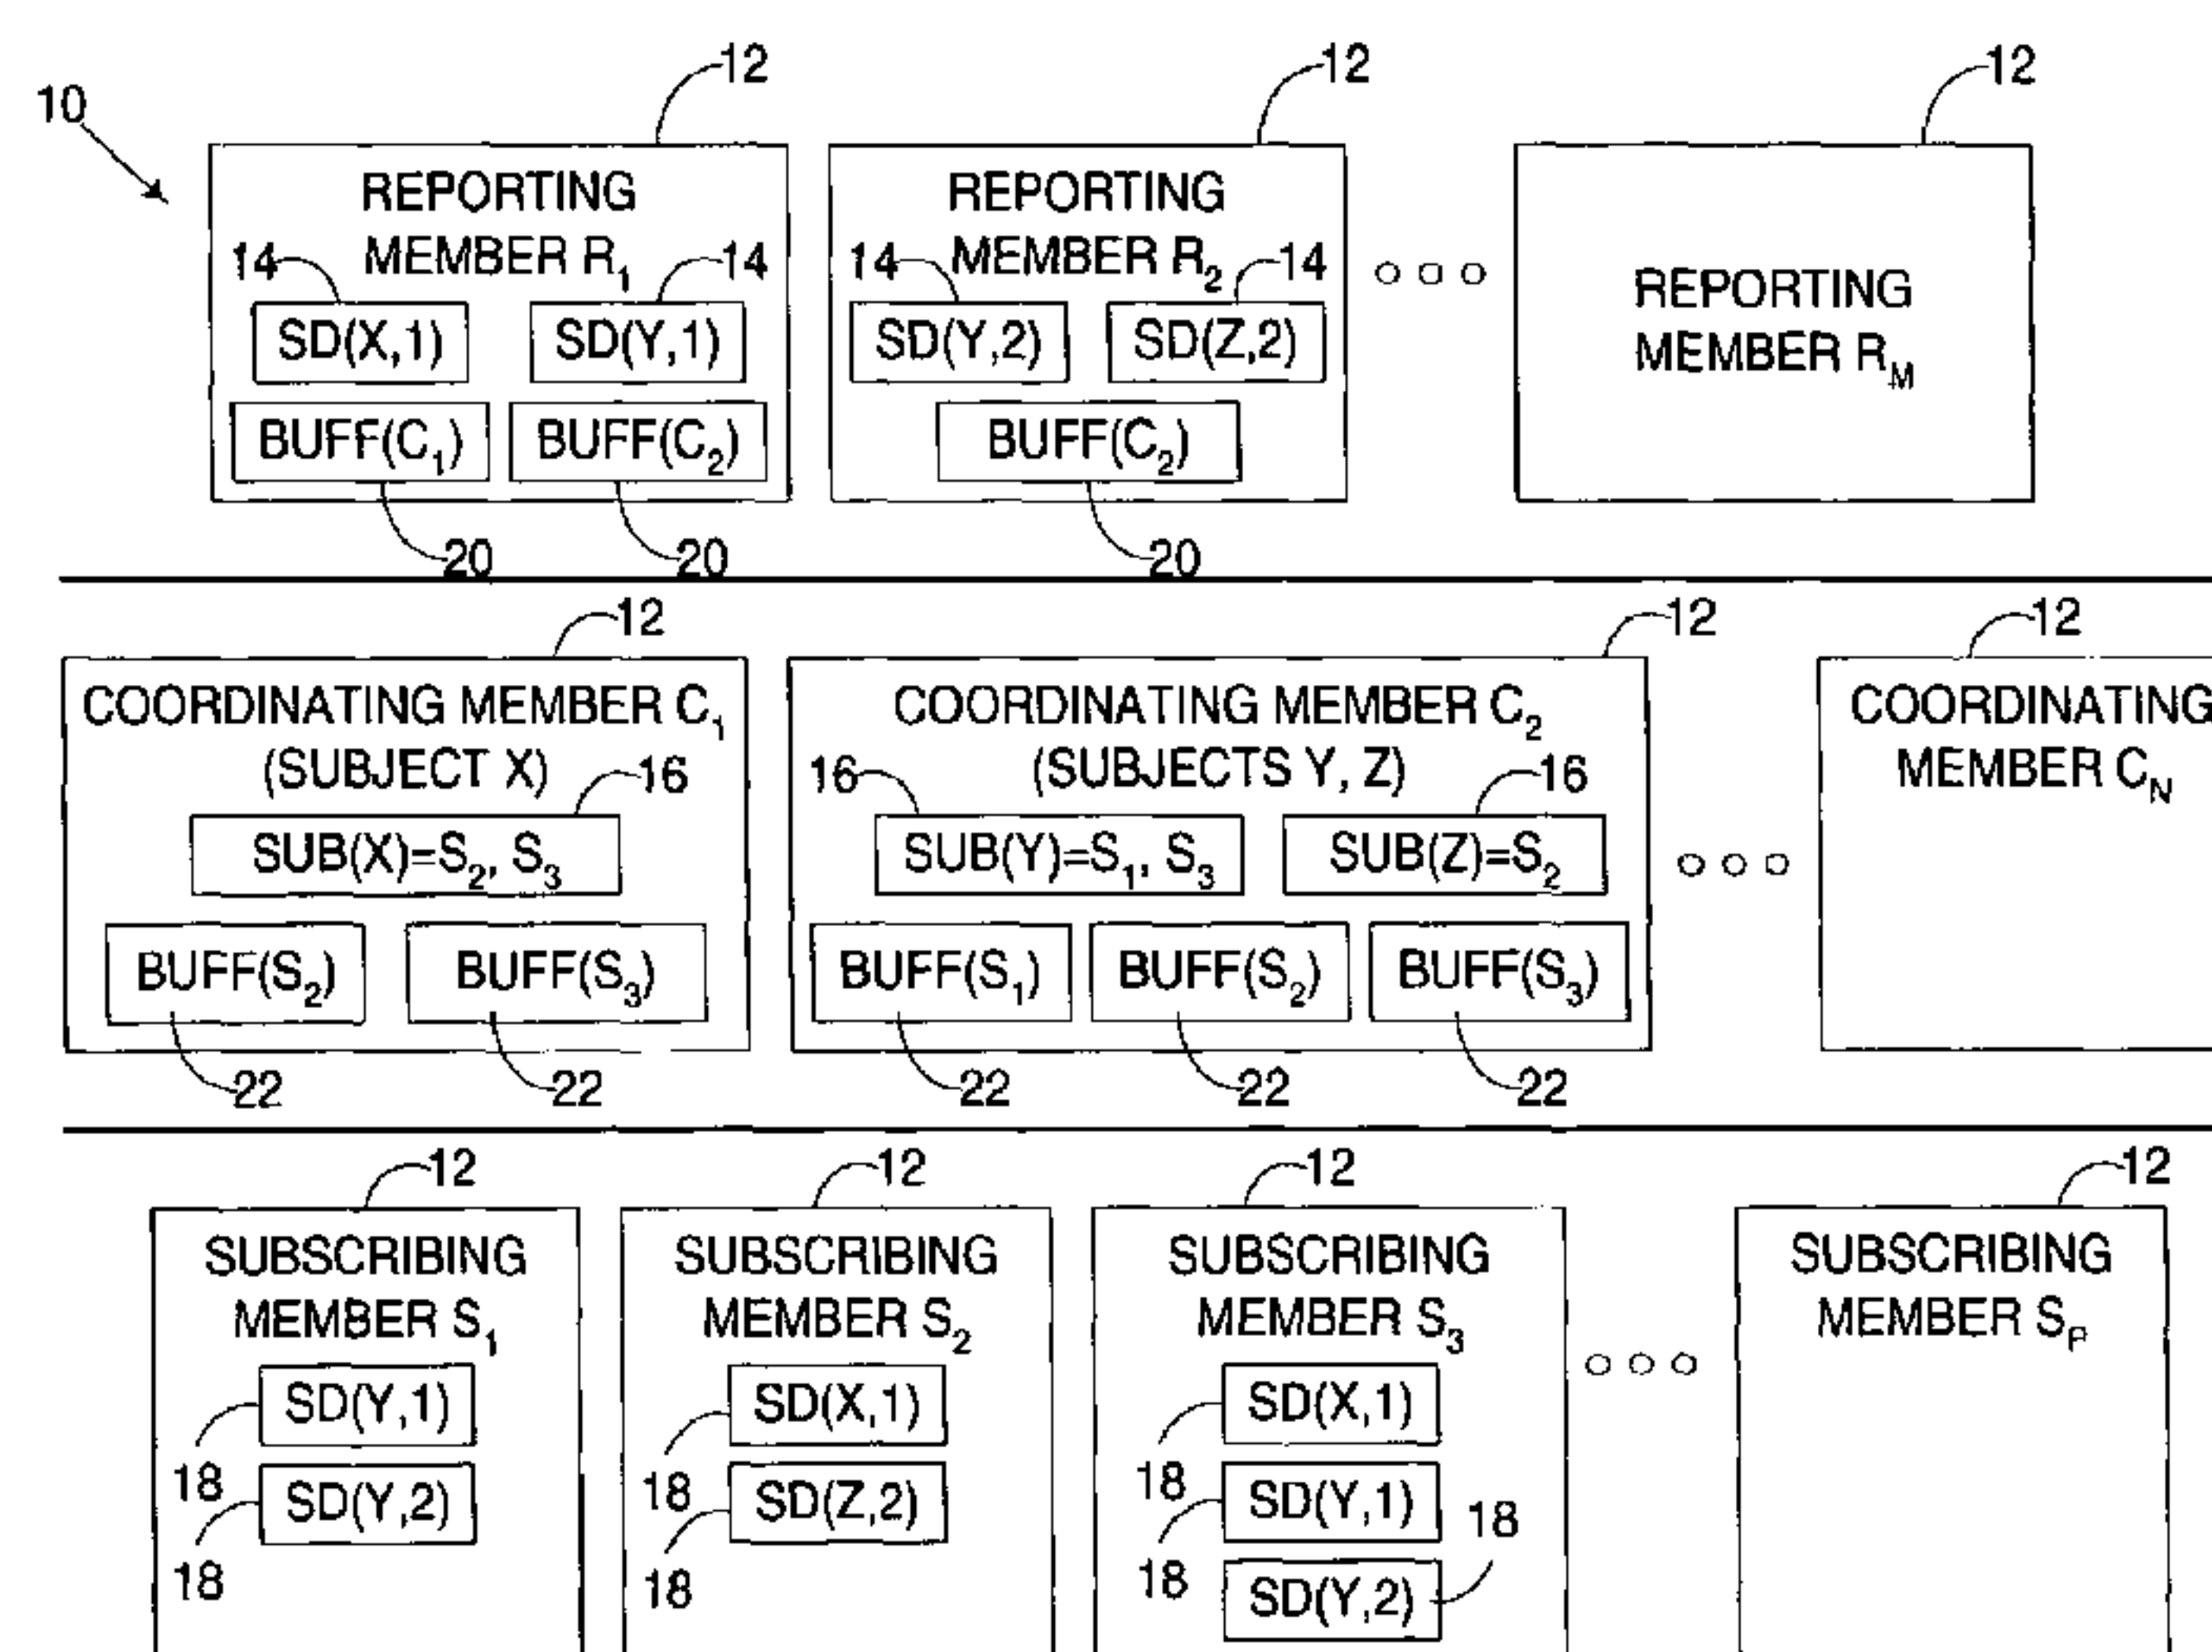 10
12
12
12
REPORTING
MEMBER R₁
14
14
SD(X,1)
SD(Y,1)
BUFF(C₁)
BUFF(C₂)
20
20
REPORTING
MEMBER R₂
14
14
SD(Y,2)
SD(Z,2)
BUFF(C₂)
20
REPORTING
MEMBER R_M
12
12
12
COORDINATING MEMBER C₁
(SUBJECT X)
16
SUB(X)=S₂, S₃
BUFF(S₂)
BUFF(S₃)
22
22
COORDINATING MEMBER C₂
(SUBJECTS Y, Z)
16
16
SUB(Y)=S₁, S₃
SUB(Z)=S₂
BUFF(S₁)
BUFF(S₂)
BUFF(S₃)
22
22
22
COORDINATING
MEMBER C_N
12
12
12
12
SUBSCRIBING
MEMBER S₁
SD(Y,1)
18
SD(Y,2)
18
SUBSCRIBING
MEMBER S₂
SD(X,1)
18
SD(Z,2)
18
SUBSCRIBING
MEMBER S₃
SD(X,1)
18
SD(Y,1)
18
18
SD(Y,2)
SUBSCRIBING
MEMBER S_P